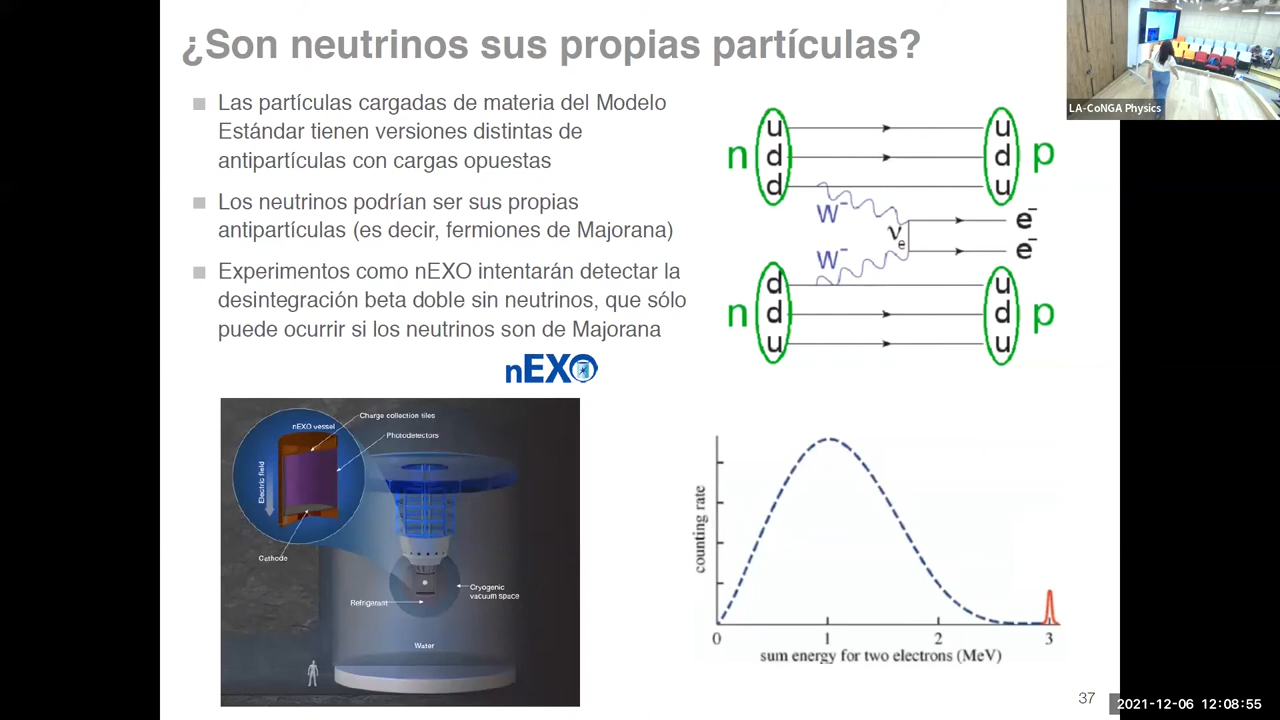 ¿Son neutrinos sus propias partículas?
LA-CoNGA Physics
Las partículas cargadas de materia del Modelo
Estándar tienen versiones distintas de
antipartículas con cargas opuestas
Los neutrinos podrían ser sus propias
antipartículas (es decir, fermiones de Majorana)
Experimentos como nEXO intentarán detectar la
desintegración beta doble sin neutrinos, que sólo
puede ocurrir si los neutrinos son de Majorana
nEXO
n
u
d
d
u
d
u
p
W⁻
νe
e⁻
e⁻
W⁻
n
d
d
u
u
d
u
p
Charge collection tiles
nEXO vessel
Photodetectors
Electric field
Cathode
Cryogenic
vacuum space
Refrigerant
Water
counting rate
0 1 2 3
sum energy for two electrons (MeV)
37
2021-12-06 12:08:55